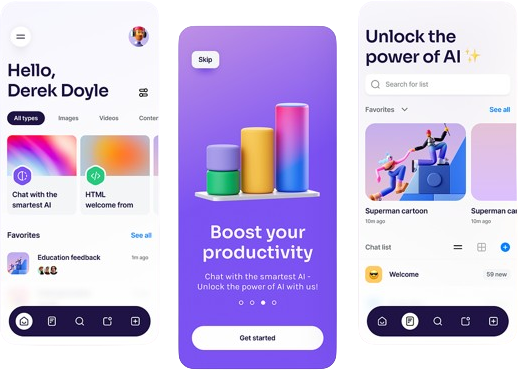 Hello,
Derek Doyle
All types
Images
Videos
Conten
Chat with the
smartest AI
HTML
welcome from
Favorites
See all
Education feedback
1m ago
Skip
Boost your
productivity
Chat with the smartest AI -
Unlock the power of AI with us!
Get started
Unlock the
power of AI ✨
Search for list
Favorites
See all
Superman cartoon
10m ago
Superman car
10m ago
Chat list
Welcome
59 new